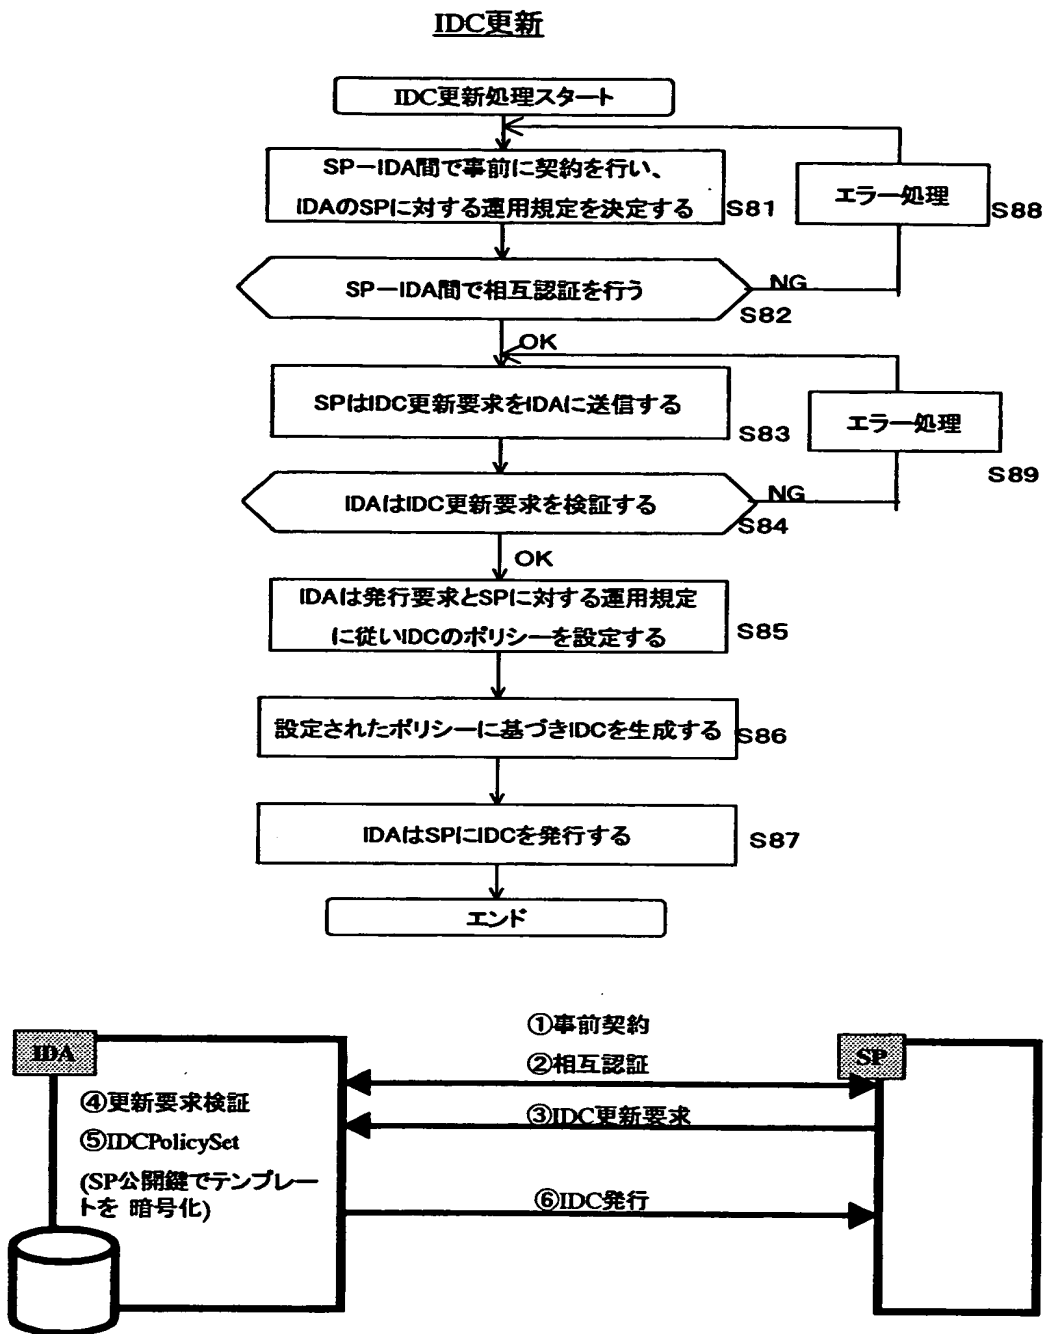 IDC更新
IDC更新処理スタート
SP－IDA間で事前に契約を行い、
IDAのSPに対する運用規定を決定する
S81
エラー処理
S88
SP－IDA間で相互認証を行う
NG
S82
OK
SPはIDC更新要求をIDAに送信する
S83
エラー処理
S89
IDAはIDC更新要求を検証する
NG
S84
OK
IDAは発行要求とSPに対する運用規定
に従いIDCのポリシーを設定する
S85
設定されたポリシーに基づきIDCを生成する
S86
IDAはSPにIDCを発行する
S87
エンド
①事前契約
IDA
②相互認証
SP
④更新要求検証
③IDC更新要求
⑤IDCPolicySet
(SP公開鍵でテンプレー
トを 暗号化)
⑥IDC発行